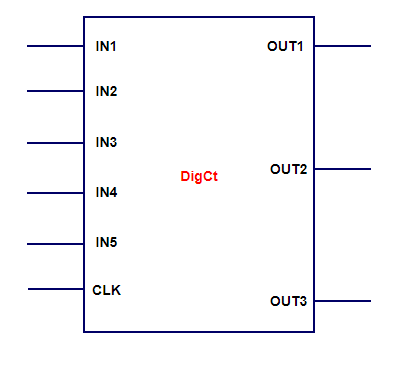 IN1
OUT1
IN2
IN3
OUT2
DigCt
IN4
IN5
CLK
OUT3